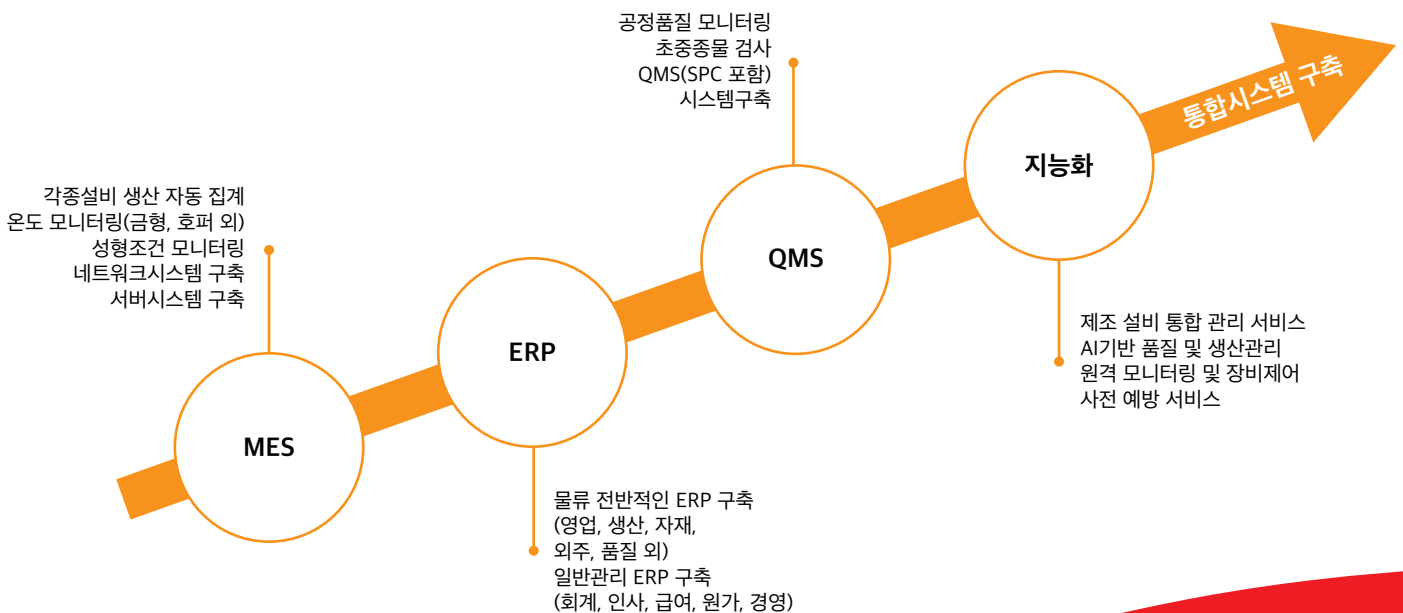 공정품질 모니터링
초중종물 검사
QMS(SPC 포함)
시스템구축
통합시스템 구축
지능화
각종설비 생산 자동 집계
온도 모니터링(금형, 호퍼 외)
성형조건 모니터링
네트워크시스템 구축
서버시스템 구축
QMS
제조 설비 통합 관리 서비스
AI기반 품질 및 생산관리
원격 모니터링 및 장비제어
사전 예방 서비스
ERP
MES
물류 전반적인 ERP 구축
(영업, 생산, 자재,
외주, 품질 외)
일반관리 ERP 구축
(회계, 인사, 급여, 원가, 경영)